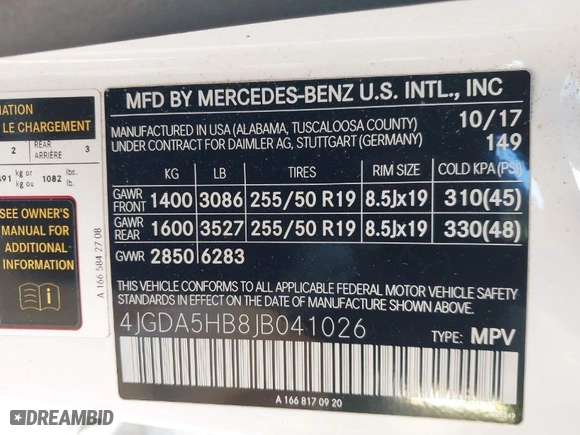 NATION
LE CHARGEMENT
2 REAR ARRIÈRE 3
491 kg or kg ou 1082 lbs. lb.
SEE OWNER'S
MANUAL FOR
ADDITIONAL
INFORMATION
A 166 584 27 08
MFD BY MERCEDES-BENZ U.S. INTL., INC
MANUFACTURED IN USA (ALABAMA, TUSCALOOSA COUNTY) 10/17
UNDER CONTRACT FOR DAIMLER AG, STUTTGART (GERMANY) 149
KG LB TIRES RIM SIZE COLD KPA (PSI)
GAWR FRONT 1400 3086 255/50 R19 8.5Jx19 310(45)
GAWR REAR 1600 3527 255/50 R19 8.5Jx19 330(48)
GVWR 2850 6283
THIS VEHICLE CONFORMS TO ALL APPLICABLE FEDERAL MOTOR VEHICLE SAFETY
STANDARDS IN EFFECT ON THE DATE OF MANUFACTURE SHOWN ABOVE.
4JGDA5HB8JB041026 TYPE: MPV
A 166 817 09 20
DREAMBID